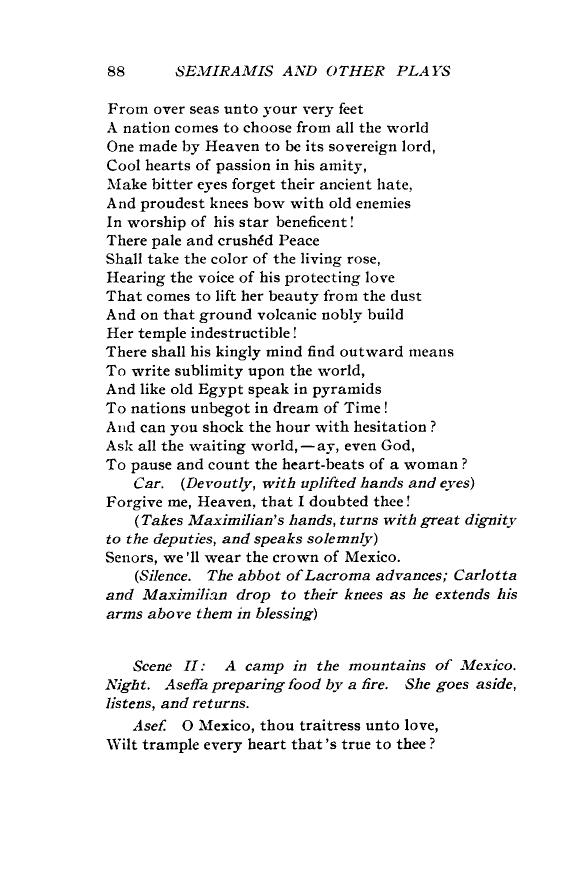 88 SEMIRAMIS AND OTHER PLAYS
From over seas unto your very feet
A nation comes to choose from all the world
One made by Heaven to be its sovereign lord,
Cool hearts of passion in his amity,
Make bitter eyes forget their ancient hate,
And proudest knees bow with old enemies
In worship of his star beneficent!
There pale and crushéd Peace
Shall take the color of the living rose,
Hearing the voice of his protecting love
That comes to lift her beauty from the dust
And on that ground volcanic nobly build
Her temple indestructible!
There shall his kingly mind find outward means
To write sublimity upon the world,
And like old Egypt speak in pyramids
To nations unbegot in dream of Time!
And can you shock the hour with hesitation?
Ask all the waiting world,—ay, even God,
To pause and count the heart-beats of a woman?
Car. (Devoutly, with uplifted hands and eyes)
Forgive me, Heaven, that I doubted thee!
(Takes Maximilian's hands, turns with great dignity
to the deputies, and speaks solemnly)
Senors, we'll wear the crown of Mexico.
(Silence. The abbot of Lacroma advances; Carlotta
and Maximilian drop to their knees as he extends his
arms above them in blessing)
Scene II: A camp in the mountains of Mexico.
Night. Aseffa preparing food by a fire. She goes aside,
listens, and returns.
Asef. O Mexico, thou traitress unto love,
Wilt trample every heart that's true to thee?